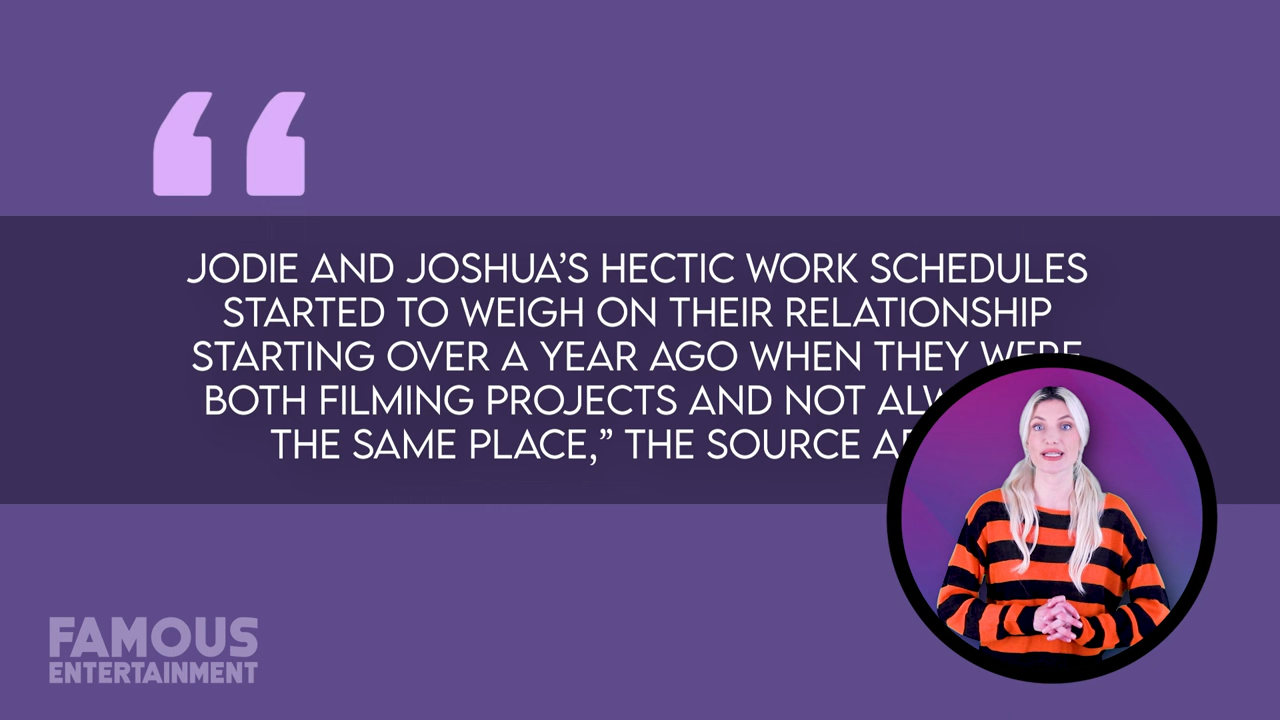 “
JODIE AND JOSHUA’S HECTIC WORK SCHEDULES
STARTED TO WEIGH ON THEIR RELATIONSHIP
STARTING OVER A YEAR AGO WHEN THEY WERE
BOTH FILMING PROJECTS AND NOT
THE SAME PLACE,” THE SOURCE
FAMOUS
ENTERTAINMENT